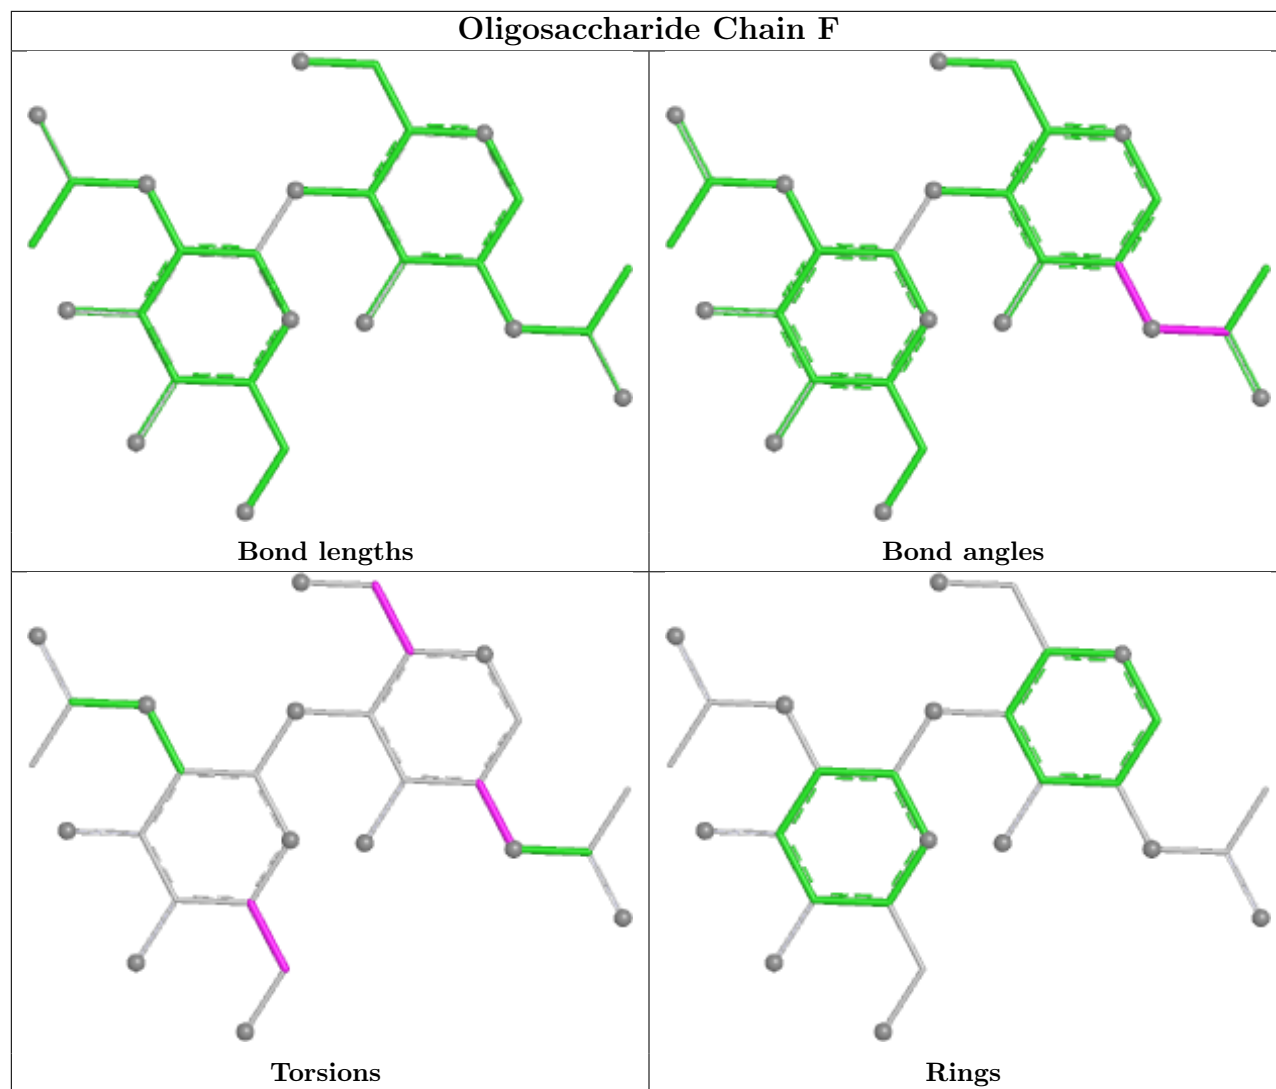 Oligosaccharide Chain F
Bond lengths
Bond angles
Torsions
Rings